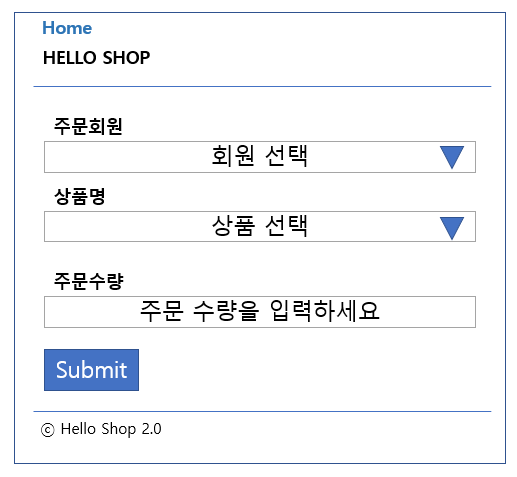 Home
HELLO SHOP
주문회원
회원 선택
상품명
상품 선택
주문수량
주문 수량을 입력하세요
Submit
ⓒ Hello Shop 2.0